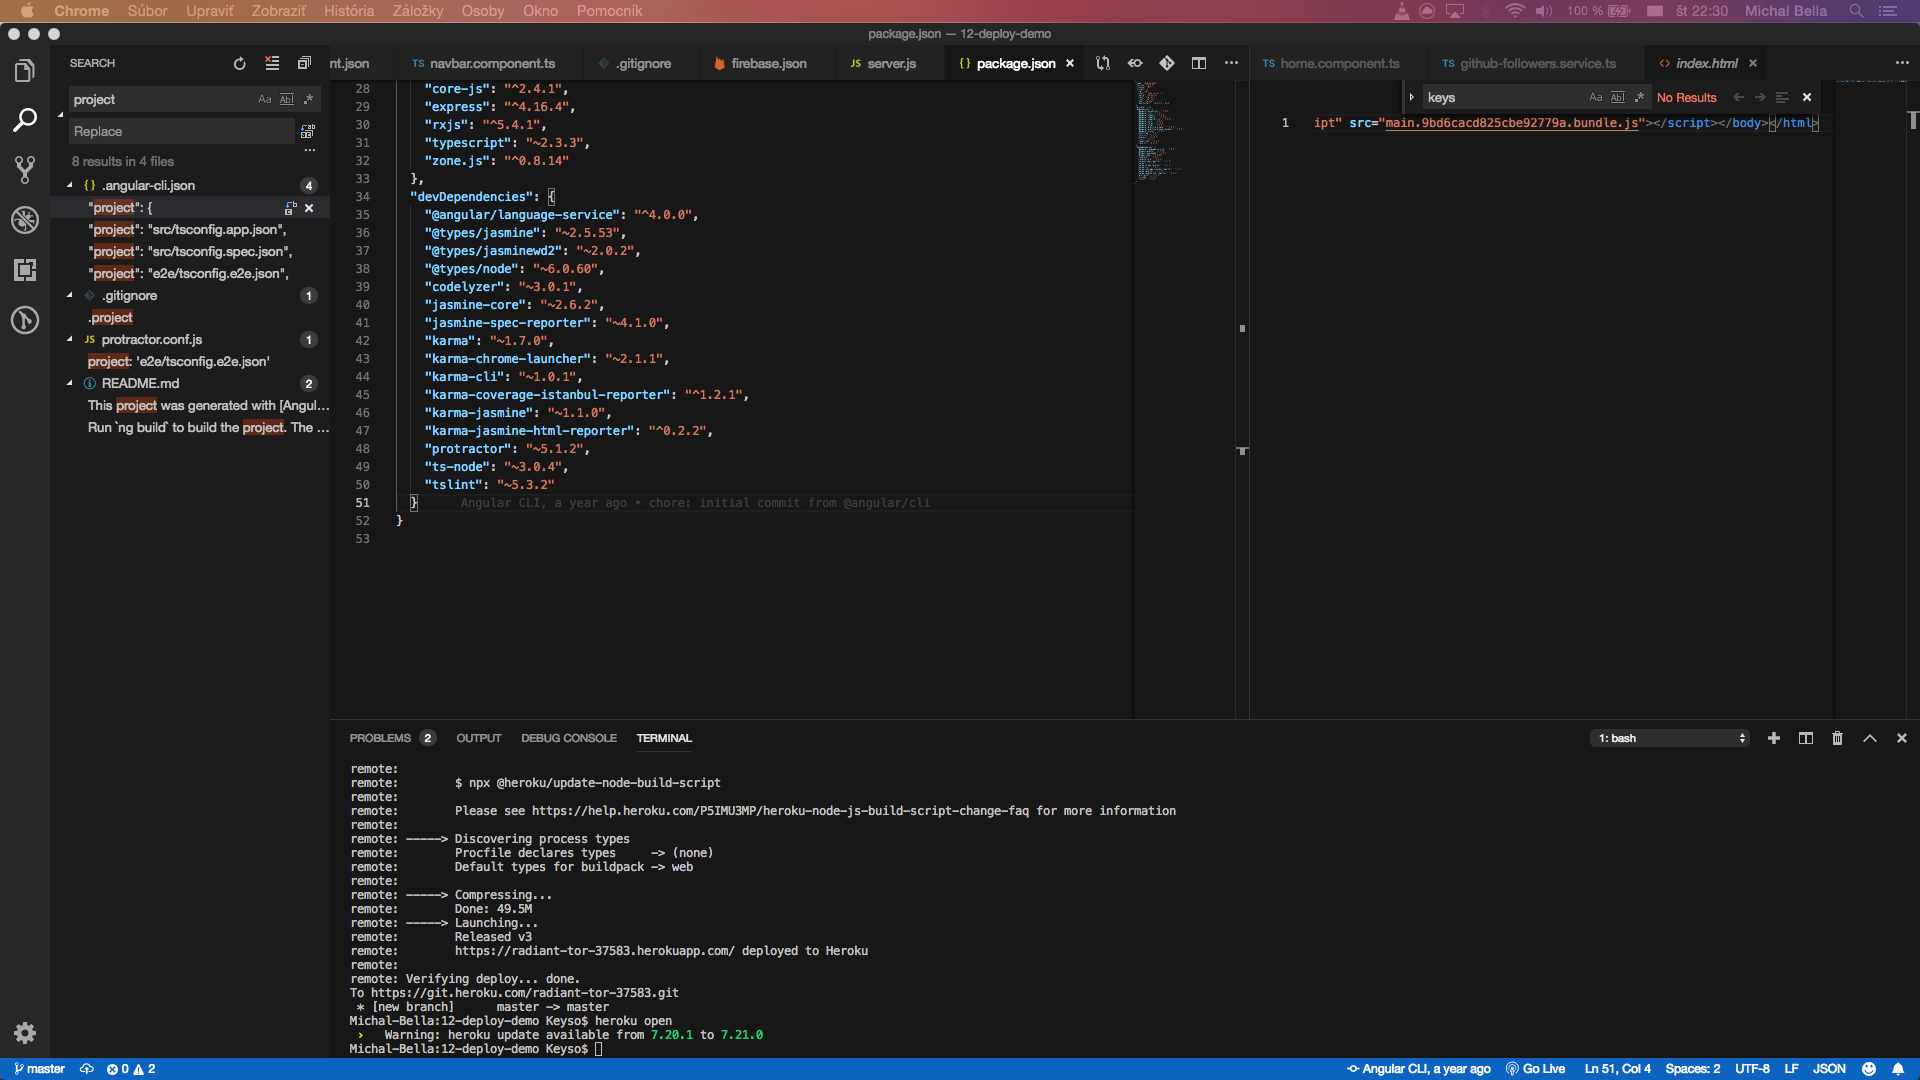 Chrome Súbor Upraviť Zobraziť História Záložky Osoby Okno Pomocník 100 % št 22:30 Michal Bella
package.json — 12-deploy-demo
SEARCH
project
Aa Abl .*
Replace
8 results in 4 files
{} .angular-cli.json 4
"project": {
"project": "src/tsconfig.app.json",
"project": "src/tsconfig.spec.json",
"project": "e2e/tsconfig.e2e.json",
.gitignore 1
.project
JS protractor.conf.js 1
project: 'e2e/tsconfig.e2e.json'
README.md 2
This project was generated with [Angul...
Run `ng build` to build the project. The ...
nt.json TS navbar.component.ts .gitignore firebase.json JS server.js {} package.json
28 "core-js": "^2.4.1",
29 "express": "^4.16.4",
30 "rxjs": "^5.4.1",
31 "typescript": "~2.3.3",
32 "zone.js": "^0.8.14"
33 },
34 "devDependencies": {
35 "@angular/language-service": "^4.0.0",
36 "@types/jasmine": "~2.5.53",
37 "@types/jasminewd2": "~2.0.2",
38 "@types/node": "~6.0.60",
39 "codelyzer": "~3.0.1",
40 "jasmine-core": "~2.6.2",
41 "jasmine-spec-reporter": "~4.1.0",
42 "karma": "~1.7.0",
43 "karma-chrome-launcher": "~2.1.1",
44 "karma-cli": "~1.0.1",
45 "karma-coverage-istanbul-reporter": "^1.2.1",
46 "karma-jasmine": "~1.1.0",
47 "karma-jasmine-html-reporter": "^0.2.2",
48 "protractor": "~5.1.2",
49 "ts-node": "~3.0.4",
50 "tslint": "~5.3.2"
51 } Angular CLI, a year ago • chore: initial commit from @angular/cli
52 }
53
TS home.component.ts TS github-followers.service.ts <> index.html
keys Aa Abl .* No Results
1 ipt" src="main.9bd6cacd825cbe92779a.bundle.js"></script></body></html>
PROBLEMS 2 OUTPUT DEBUG CONSOLE TERMINAL 1: bash
remote:
remote: $ npx @heroku/update-node-build-script
remote:
remote: Please see https://help.heroku.com/P5IMU3MP/heroku-node-js-build-script-change-faq for more information
remote:
remote: -----> Discovering process types
remote: Procfile declares types -> (none)
remote: Default types for buildpack -> web
remote:
remote: -----> Compressing...
remote: Done: 49.5M
remote: -----> Launching...
remote: Released v3
remote: https://radiant-tor-37583.herokuapp.com/ deployed to Heroku
remote:
remote: Verifying deploy... done.
To https://git.heroku.com/radiant-tor-37583.git
* [new branch] master -> master
Michal-Bella:12-deploy-demo Keyso$ heroku open
› Warning: heroku update available from 7.20.1 to 7.21.0
Michal-Bella:12-deploy-demo Keyso$
master 0 2 Angular CLI, a year ago Go Live Ln 51, Col 4 Spaces: 2 UTF-8 LF JSON